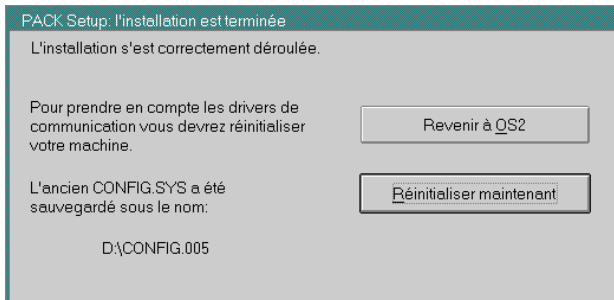 PACK Setup: l'installation est terminée
L'installation s'est correctement déroulée.
Pour prendre en compte les drivers de
communication vous devrez réinitialiser
votre machine.
Revenir à OS2
L'ancien CONFIG.SYS a été
sauvegardé sous le nom:
Réinitialiser maintenant
D:\CONFIG.005